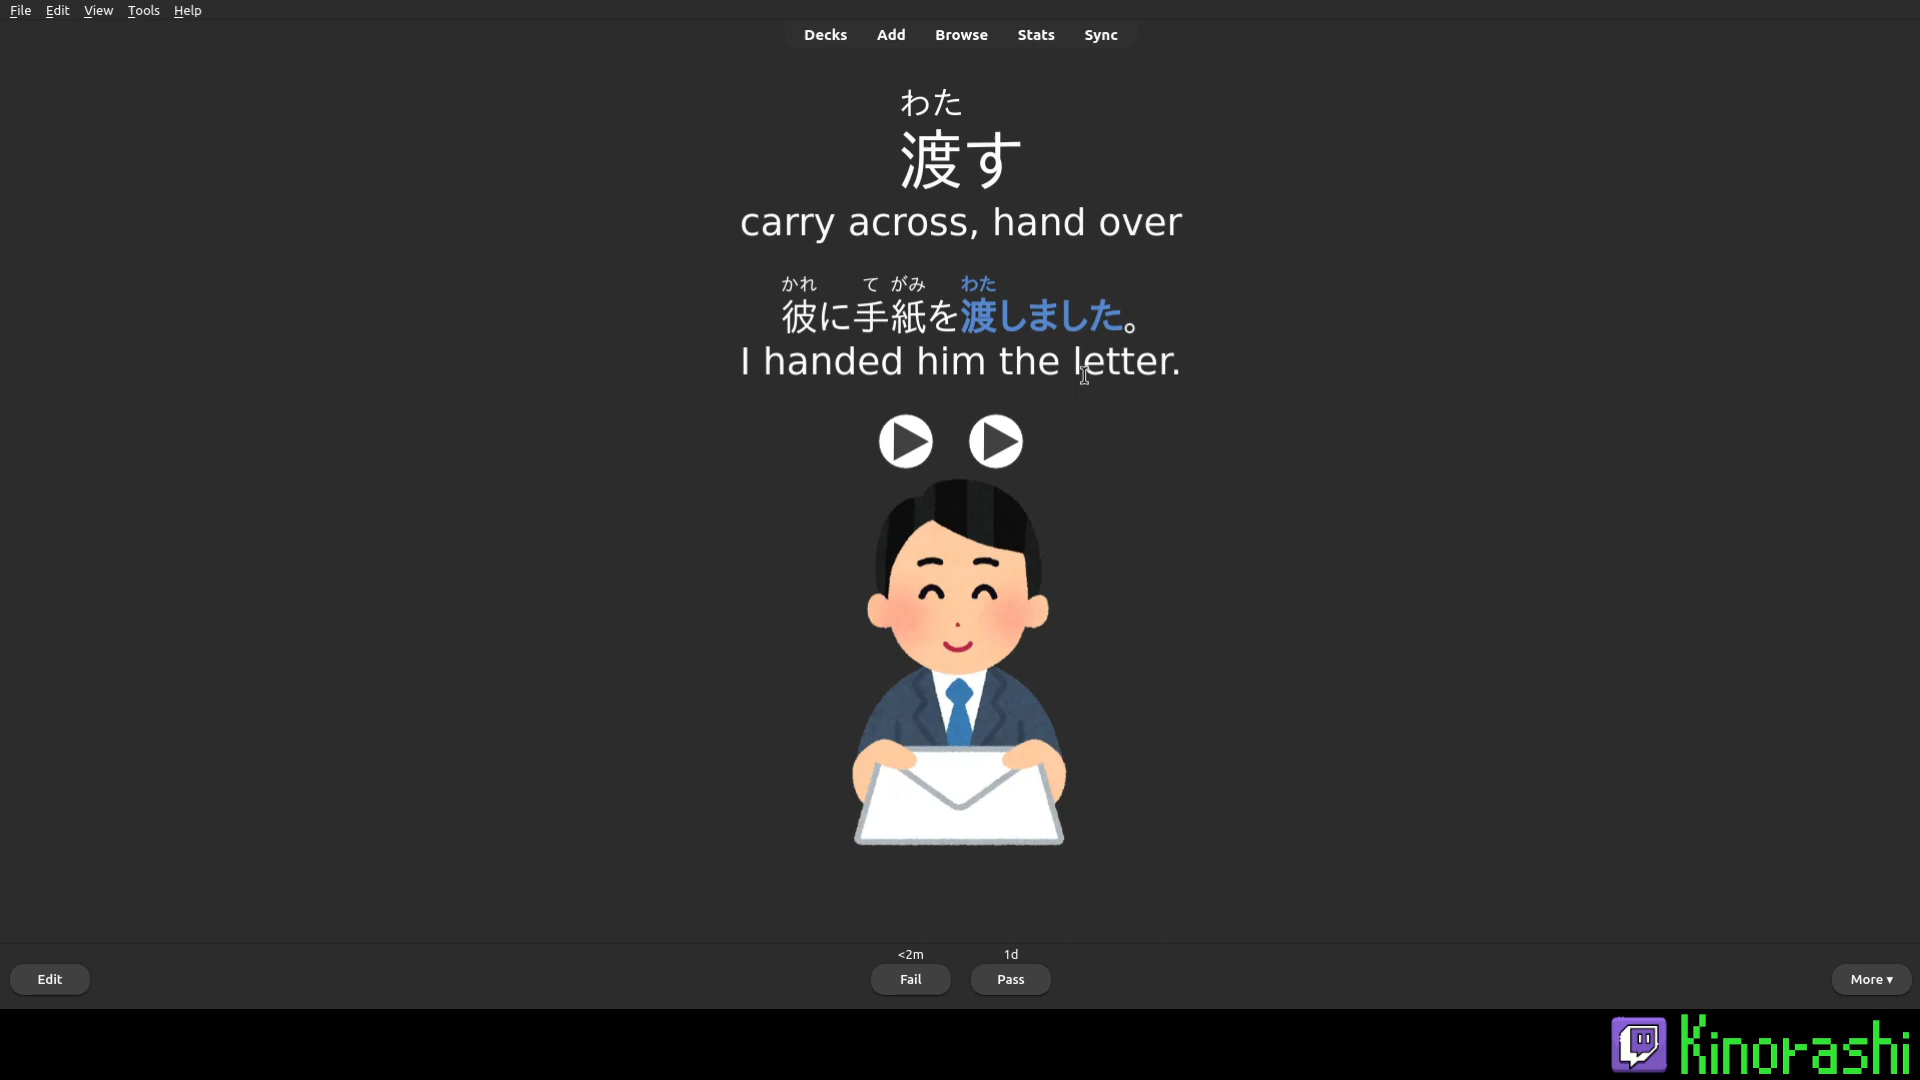 File Edit View Tools Help
Decks Add Browse Stats Sync
わた
渡す
carry across, hand over
かれ て がみ わた
彼に手紙を渡しました。
I handed him the letter.
<2m 1d
Edit Fail Pass More ▾
Kinorashi